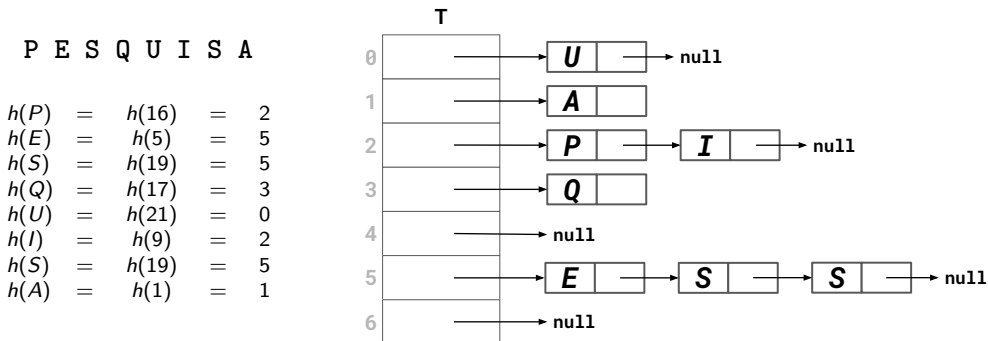 P E S Q U I S A
h(P) = h(16) = 2
h(E) = h(5) = 5
h(S) = h(19) = 5
h(Q) = h(17) = 3
h(U) = h(21) = 0
h(I) = h(9) = 2
h(S) = h(19) = 5
h(A) = h(1) = 1
T
0 U null
1 A
2 P I null
3 Q
4 null
5 E S S null
6 null